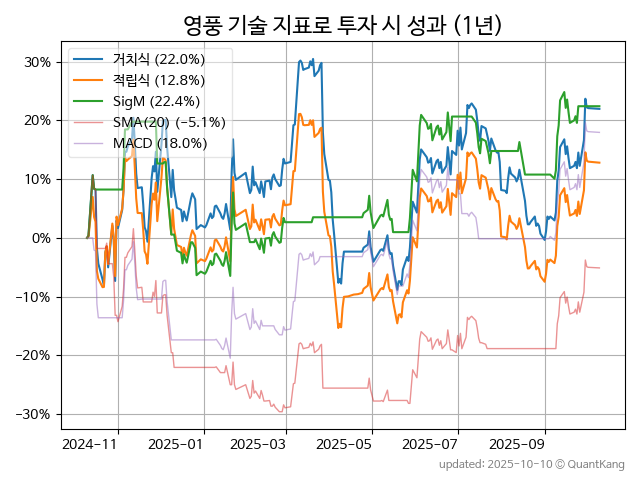 영풍 기술 지표로 투자 시 성과 (1년)
거치식 (22.0%)
적립식 (12.8%)
SigM (22.4%)
SMA(20) (−5.1%)
MACD (18.0%)
30%
20%
10%
0%
−10%
−20%
−30%
2024-11 2025-01 2025-03 2025-05 2025-07 2025-09
updated: 2025-10-10 © QuantKang